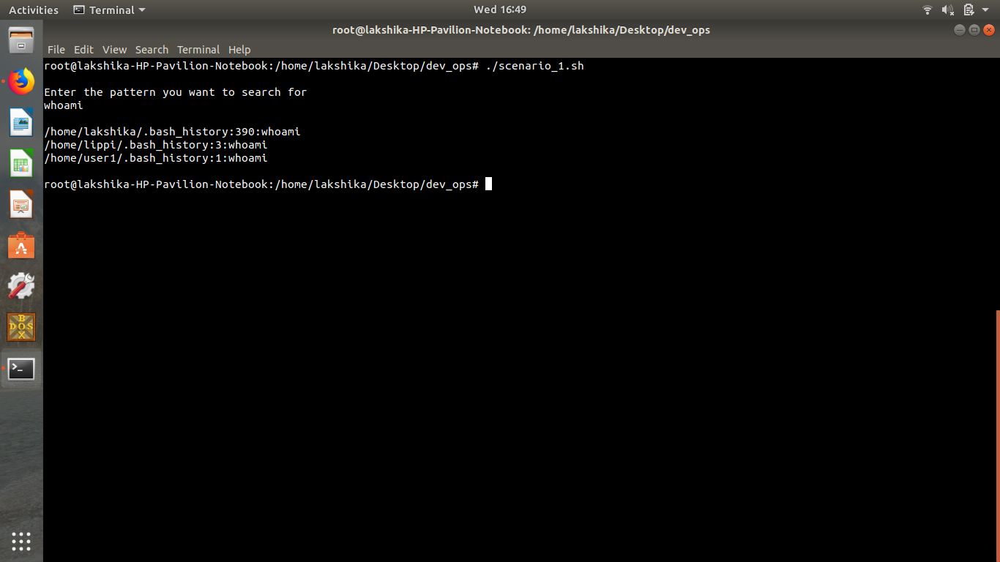 Activities Terminal Wed 16:49
root@lakshika-HP-Pavilion-Notebook: /home/lakshika/Desktop/dev_ops
File Edit View Search Terminal Help
root@lakshika-HP-Pavilion-Notebook:/home/lakshika/Desktop/dev_ops# ./scenario_1.sh
Enter the pattern you want to search for
whoami
/home/lakshika/.bash_history:390:whoami
/home/lippi/.bash_history:3:whoami
/home/user1/.bash_history:1:whoami
root@lakshika-HP-Pavilion-Notebook:/home/lakshika/Desktop/dev_ops#
B
DOS
X